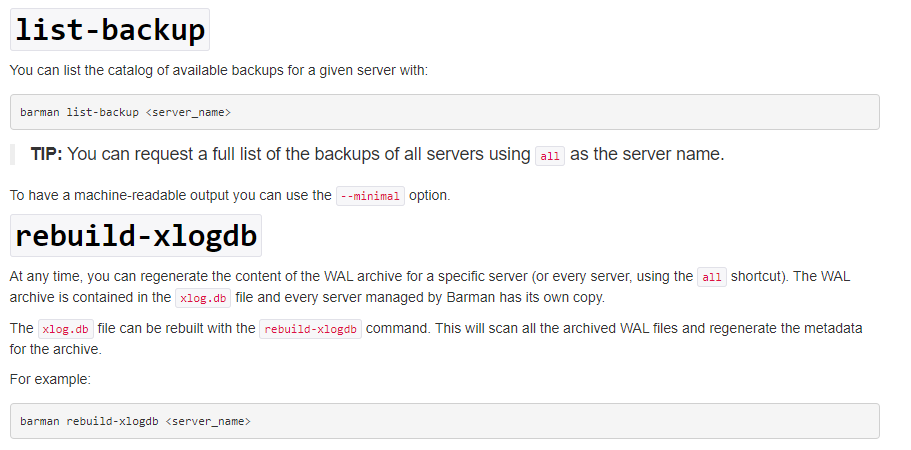 list-backup
You can list the catalog of available backups for a given server with:
barman list-backup <server_name>
TIP: You can request a full list of the backups of all servers using all as the server name.
To have a machine-readable output you can use the --minimal option.
rebuild-xlogdb
At any time, you can regenerate the content of the WAL archive for a specific server (or every server, using the all shortcut). The WAL
archive is contained in the xlog.db file and every server managed by Barman has its own copy.
The xlog.db file can be rebuilt with the rebuild-xlogdb command. This will scan all the archived WAL files and regenerate the metadata
for the archive.
For example:
barman rebuild-xlogdb <server_name>